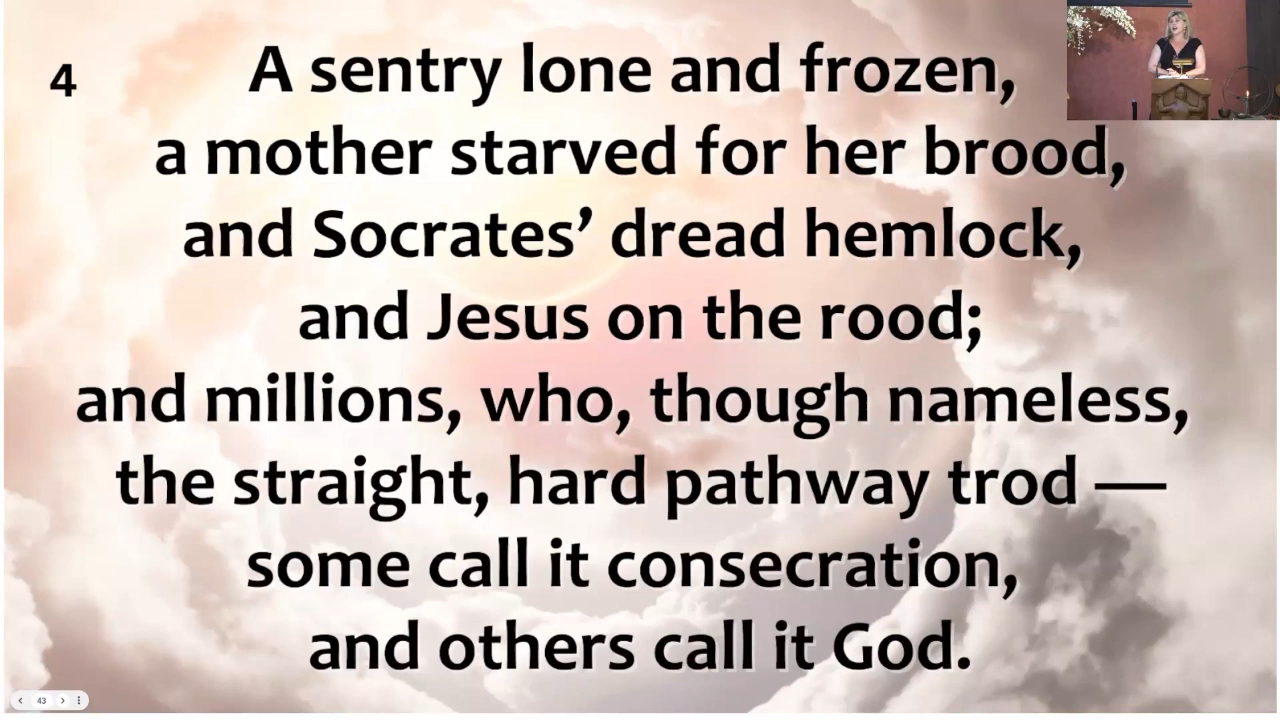 4
A sentry lone and frozen,
a mother starved for her brood,
and Socrates’ dread hemlock,
and Jesus on the rood;
and millions, who, though nameless,
the straight, hard pathway trod —
some call it consecration,
and others call it God.
43